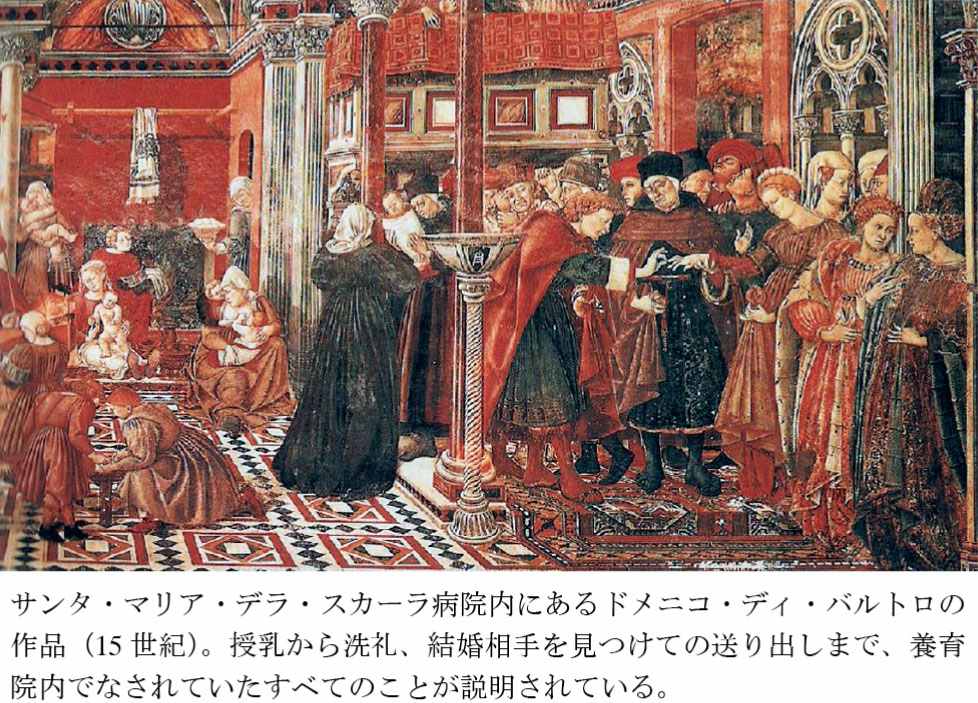 サンタ・マリア・デラ・スカーラ病院内にあるドメニコ・ディ・バルトロの
作品（15 世紀）。授乳から洗礼、結婚相手を見つけての送り出しまで、養育
院内でなされていたすべてのことが説明されている。